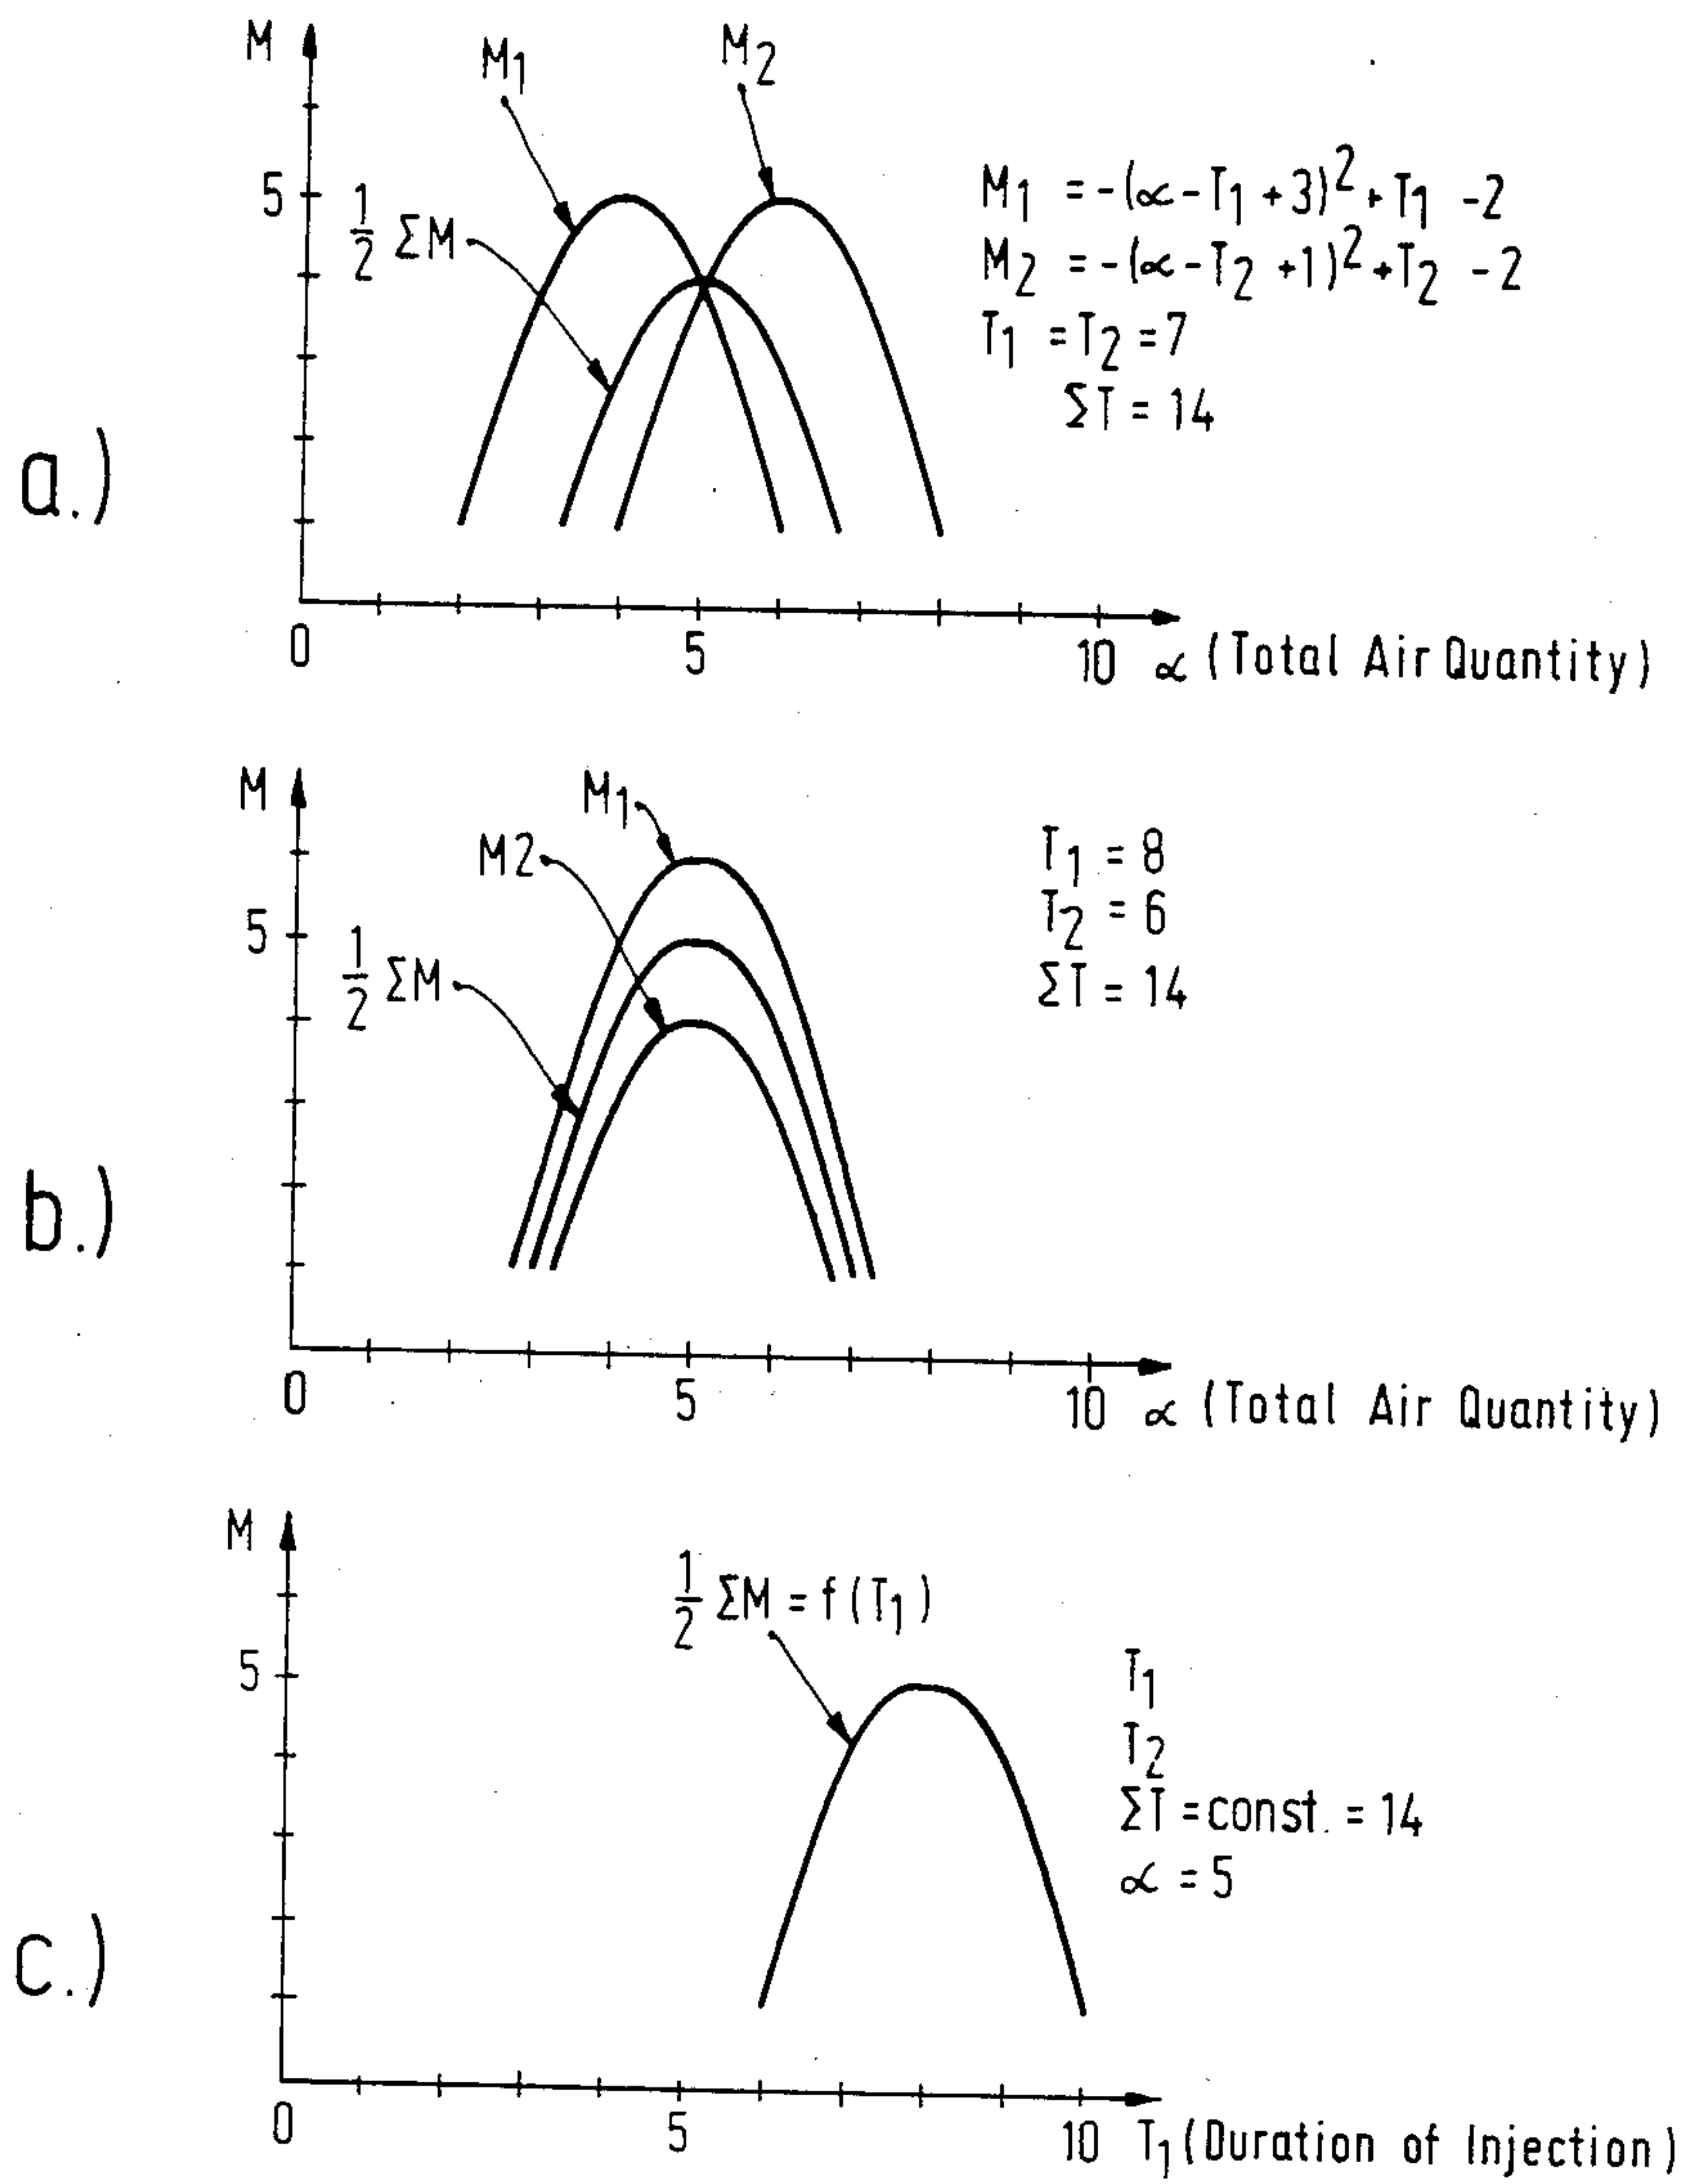 a.)
M
M1
M2
5
1/2 ΣM
M1 = -(α-T1+3)²+T1 -2
M2 = -(α-T2+1)²+T2 -2
T1 = T2 = 7
ΣT = 14
0 5 10 α (Total Air Quantity)
b.)
M
M1
M2
5
1/2 ΣM
T1 = 8
T2 = 6
ΣT = 14
0 5 10 α (Total Air Quantity)
c.)
M
1/2 ΣM = f(T1)
5
T1
T2
ΣT = const. = 14
α = 5
0 5 10 T1 (Duration of Injection)